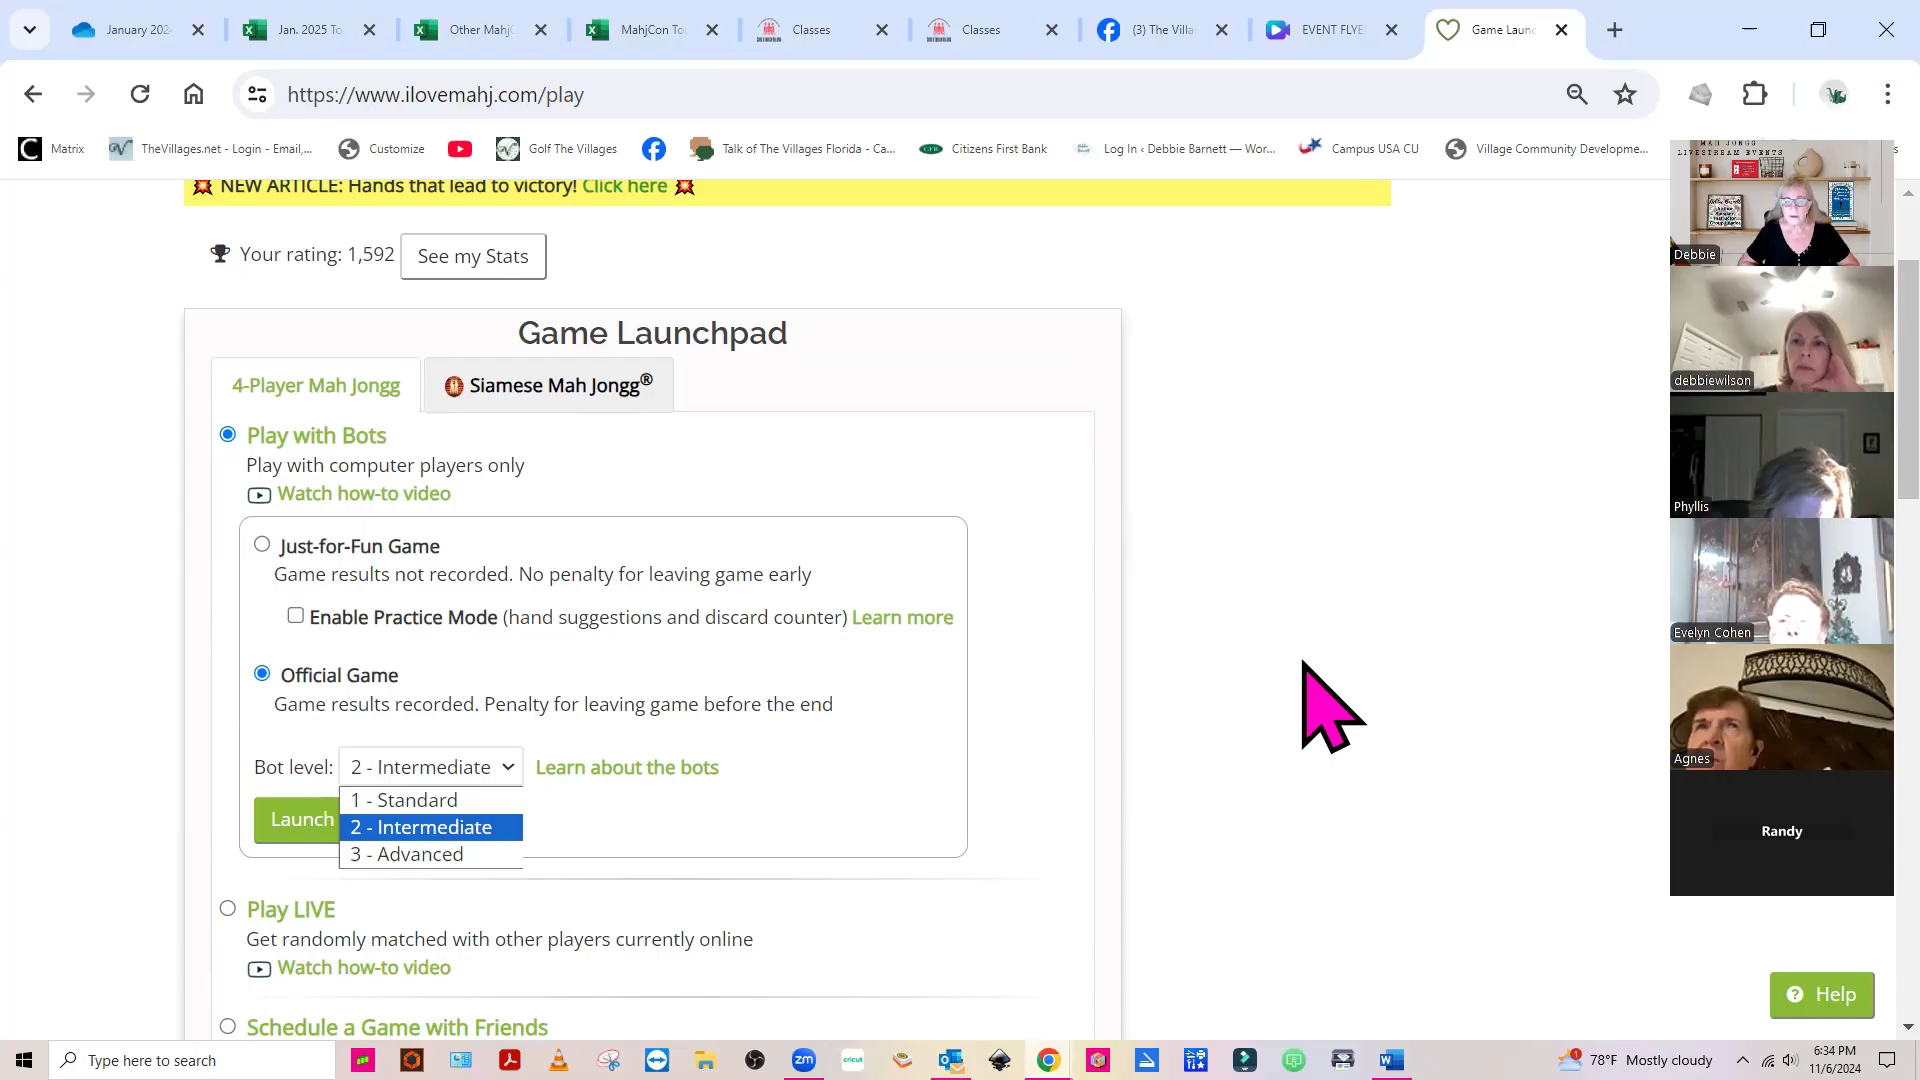 January 202
Jan. 2025 To
Other MahjC
MahjCon To
Classes
Classes
(3) The Villa
EVENT FLYE
Game Launc
https://www.ilovemahj.com/play
Matrix
TheVillages.net - Login - Email,...
Customize
Golf The Villages
Talk of The Villages Florida - Ca...
CFB
Citizens First Bank
Log In ‹ Debbie Barnett — Wor...
Campus USA CU
Village Community Developme...
NEW ARTICLE: Hands that lead to victory! Click here
Your rating: 1,592
See my Stats
Game Launchpad
4-Player Mah Jongg
Siamese Mah Jongg®
Play with Bots
Play with computer players only
Watch how-to video
Just-for-Fun Game
Game results not recorded. No penalty for leaving game early
Enable Practice Mode (hand suggestions and discard counter) Learn more
Official Game
Game results recorded. Penalty for leaving game before the end
Bot level: 2 - Intermediate
Learn about the bots
1 - Standard
Launch
2 - Intermediate
3 - Advanced
Play LIVE
Get randomly matched with other players currently online
Watch how-to video
Schedule a Game with Friends
MAH JONGG
LIVESTREAM EVENTS
Debbie
debbiewilson
Phyllis
Evelyn Cohen
Agnes
Randy
Help
Type here to search
zm
cricut
1
78°F Mostly cloudy
6:34 PM
11/6/2024